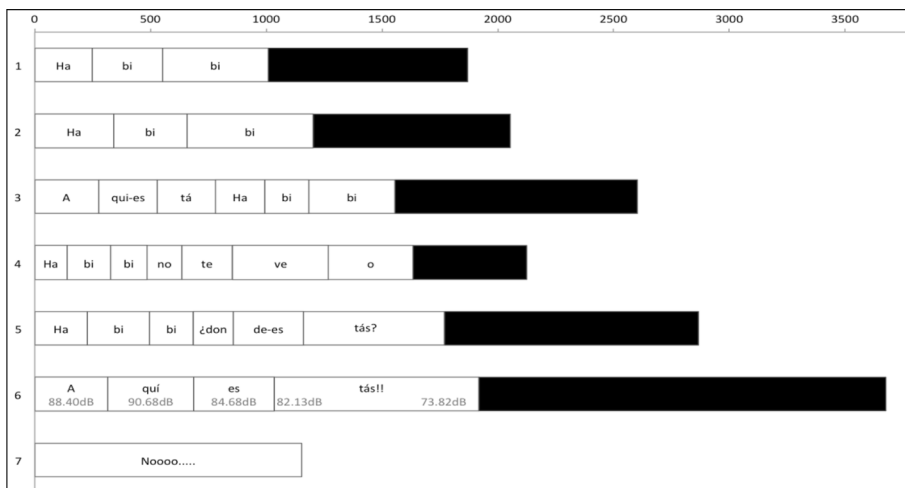 0 500 1000 1500 2000 2500 3000 3500
1 Ha bi bi
2 Ha bi bi
3 A qui-es tá Ha bi bi
4 Ha bi bi no te ve o
5 Ha bi bi ¿don de-es tás?
6 A quí es tás!!
88.40dB 90.68dB 84.68dB 82.13dB 73.82dB
7 Noooo.....